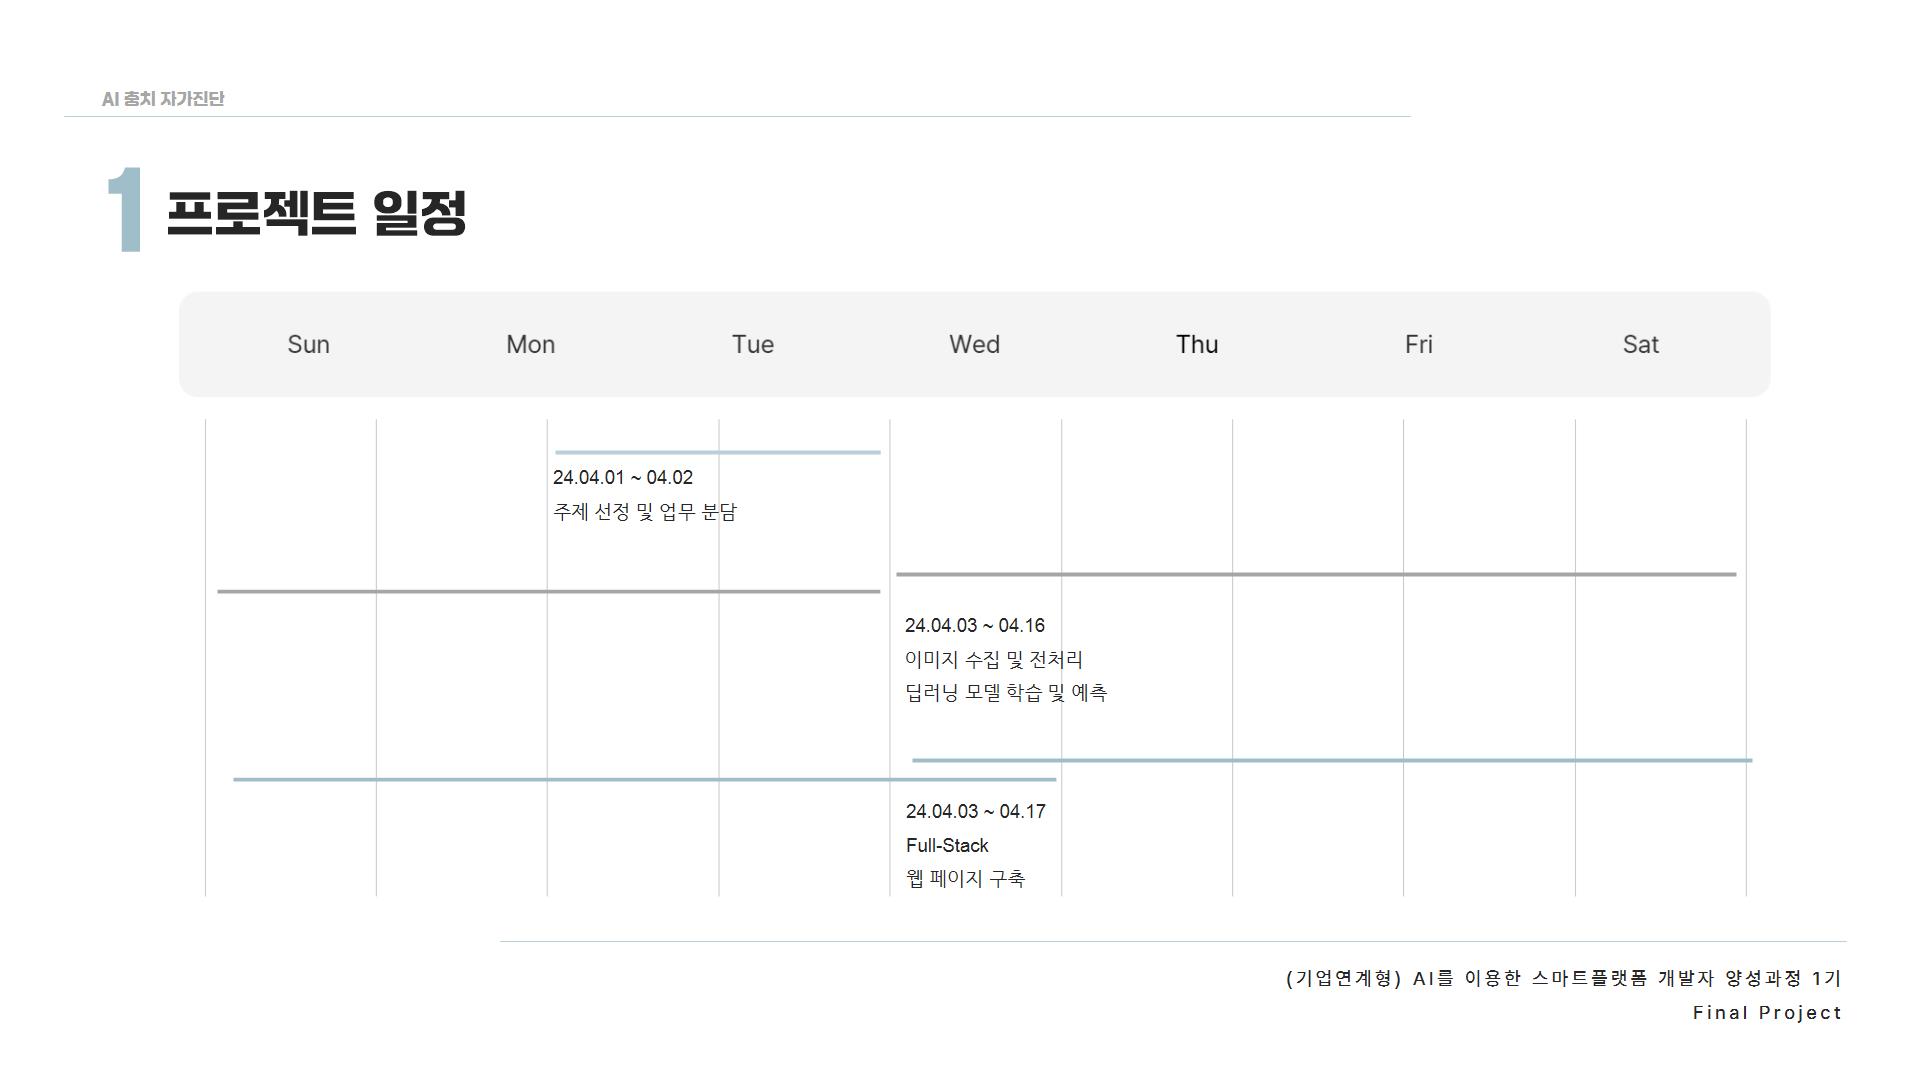 AI 충치 자가진단
1 프로젝트 일정
Sun Mon Tue Wed Thu Fri Sat
24.04.01 ~ 04.02
주제 선정 및 업무 분담
24.04.03 ~ 04.16
이미지 수집 및 전처리
딥러닝 모델 학습 및 예측
24.04.03 ~ 04.17
Full-Stack
웹 페이지 구축
(기업연계형) AI를 이용한 스마트플랫폼 개발자 양성과정 1기
Final Project